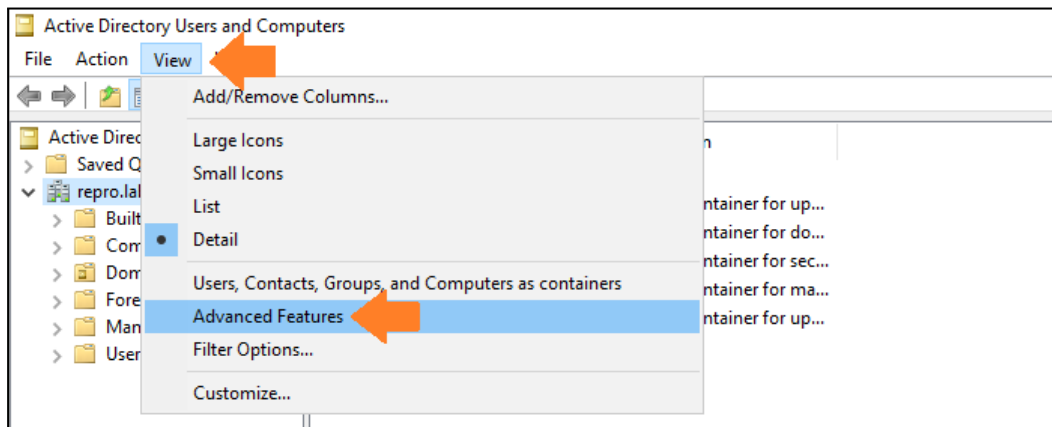 Active Directory Users and Computers
File Action View
Add/Remove Columns...
Active Direc
Large Icons
n
Saved Q
Small Icons
repro.lal
List
ntainer for up...
Built
Detail
ntainer for do...
Com
ntainer for sec...
Dom
Users, Contacts, Groups, and Computers as containers
ntainer for ma...
Fore
Advanced Features
ntainer for up...
Man
Filter Options...
User
Customize...